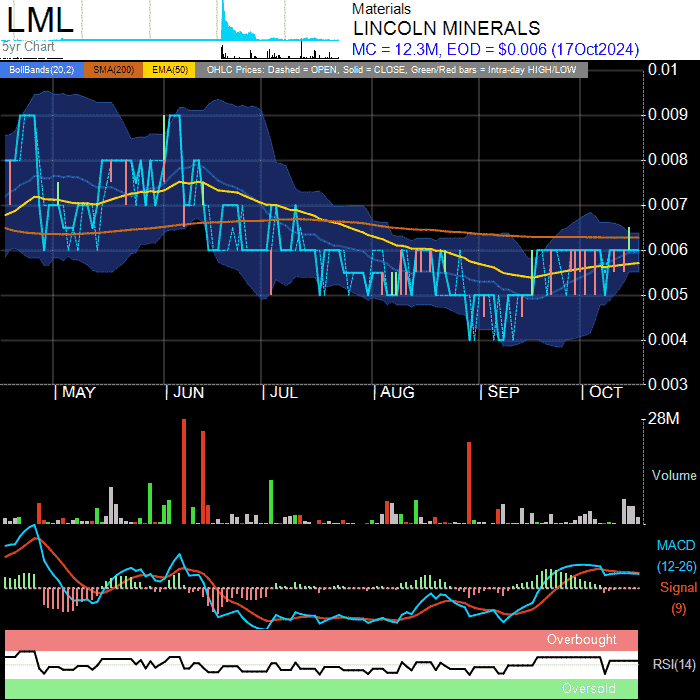 LML
5yr Chart
Materials
LINCOLN MINERALS
MC = 12.3M, EOD = $0.006 (17Oct2024)
BollBands(20,2) SMA(200) EMA(50) OHLC Prices: Dashed = OPEN, Solid = CLOSE, Green/Red bars = Intra-day HIGH/LOW
0.01
0.009
0.008
0.007
0.006
0.005
0.004
0.003
MAY JUN JUL AUG SEP OCT
28M
Volume
MACD
(12-26)
Signal
(9)
Overbought
RSI(14)
Oversold